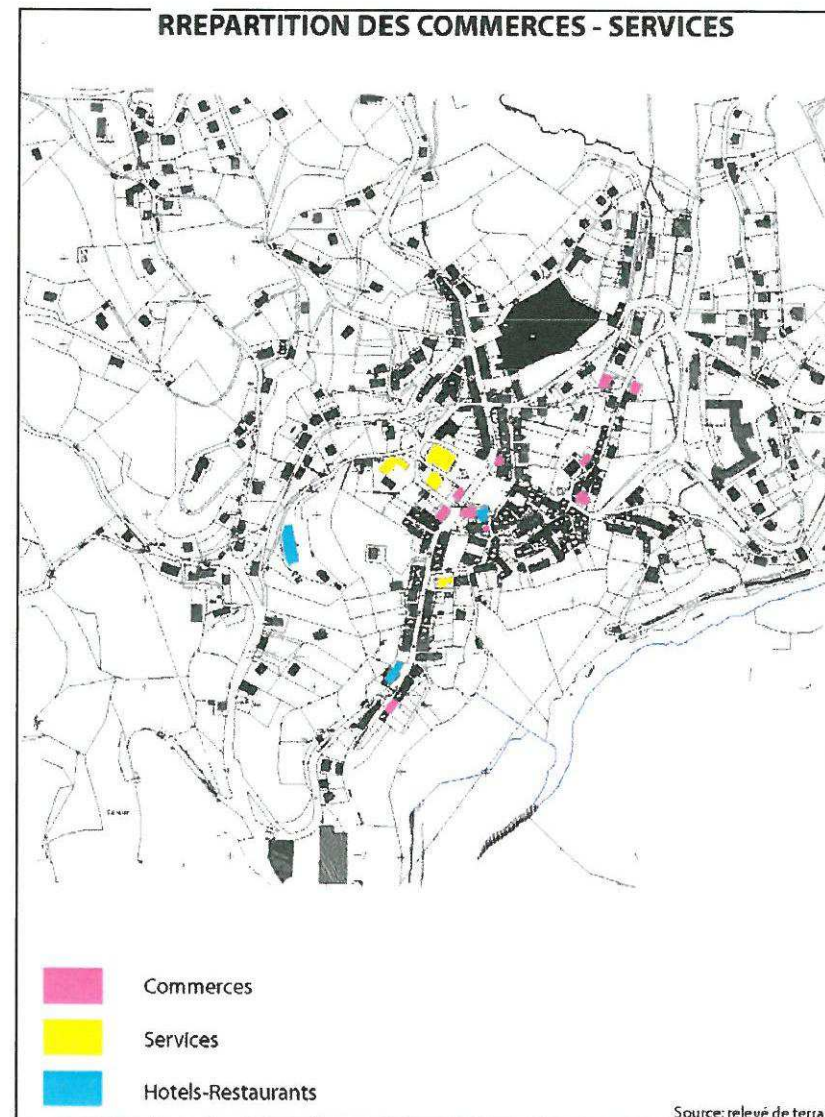 RREPARTITION DES COMMERCES - SERVICES
Commerces
Services
Hotels-Restaurants
Source: relevé de terra